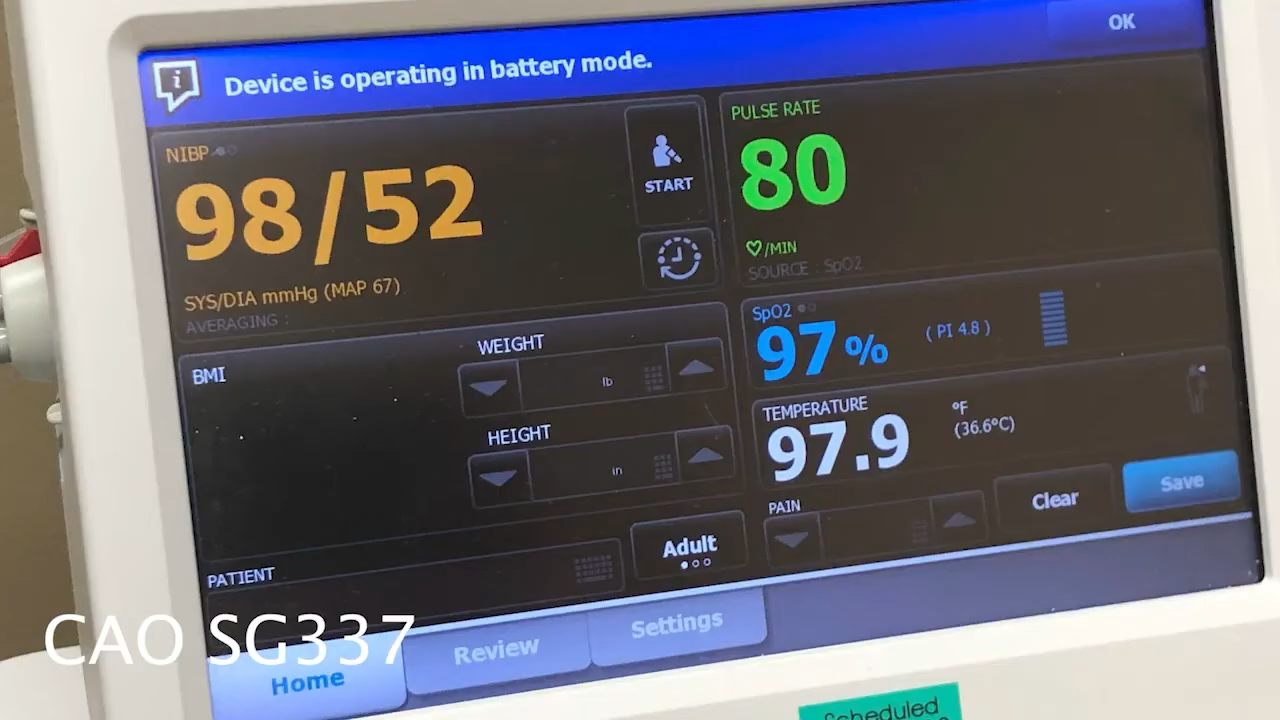 Device is operating in battery mode.
OK
NIBP
98/52
SYS/DIA mmHg (MAP 67)
AVERAGING :
START
PULSE RATE
80
/MIN
SOURCE : SpO2
SpO2
97%
( PI 4.8 )
BMI
WEIGHT
lb
HEIGHT
in
TEMPERATURE
97.9
°F
(36.6°C)
PAIN
Clear
Save
PATIENT
Adult
CAO SG337
Home
Review
Settings
Scheduled